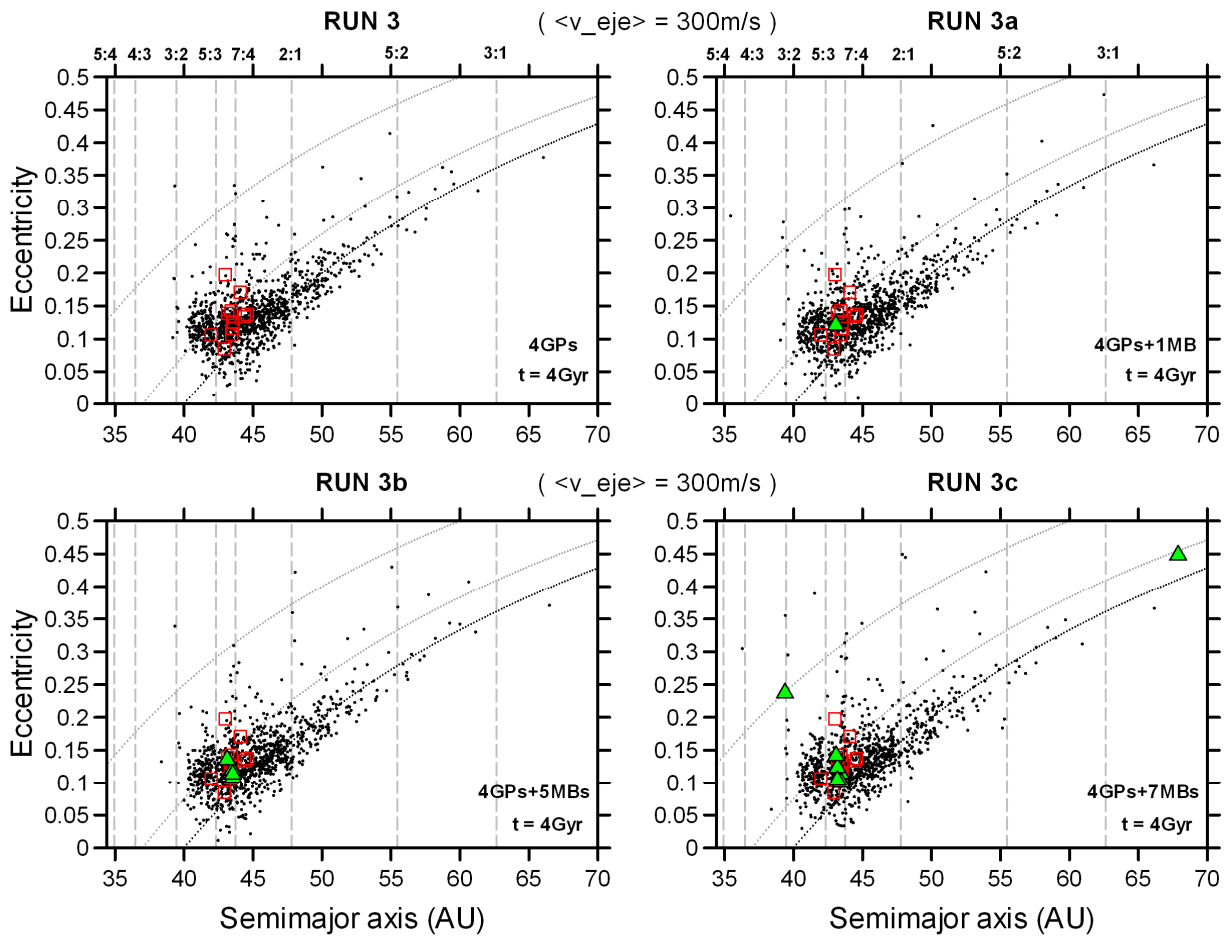 RUN 3 ( <v_eje> = 300m/s ) RUN 3a
5:4 4:3 3:2 5:3 7:4 2:1 5:2 3:1 5:4 4:3 3:2 5:3 7:4 2:1 5:2 3:1
0.5 0.5
0.45 0.45
0.4 0.4
0.35 0.35
0.3 0.3
0.25 0.25
0.2 0.2
0.15 0.15
0.1 0.1
0.05 0.05
0 0
Eccentricity
4GPs
t = 4Gyr
4GPs+1MB
t = 4Gyr
35 40 45 50 55 60 65 70 35 40 45 50 55 60 65 70
RUN 3b ( <v_eje> = 300m/s ) RUN 3c
0.5 0.5
0.45 0.45
0.4 0.4
0.35 0.35
0.3 0.3
0.25 0.25
0.2 0.2
0.15 0.15
0.1 0.1
0.05 0.05
0 0
Eccentricity
4GPs+5MBs
t = 4Gyr
4GPs+7MBs
t = 4Gyr
35 40 45 50 55 60 65 70 35 40 45 50 55 60 65 70
Semimajor axis (AU) Semimajor axis (AU)